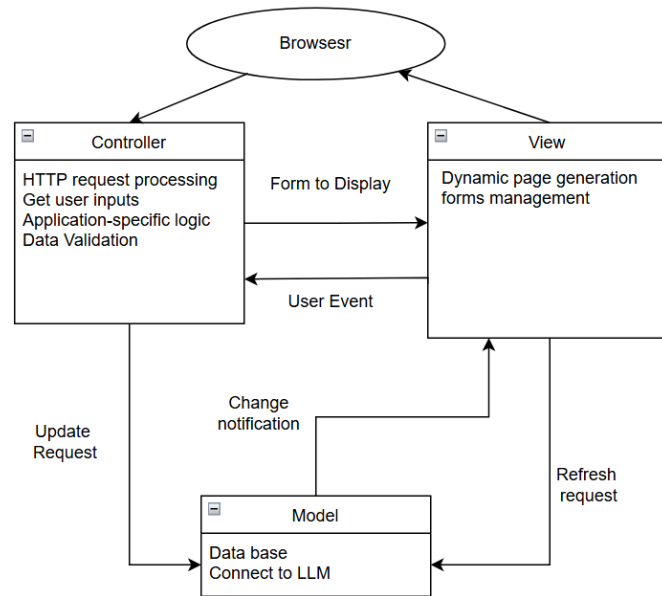 Browsesr
Controller
HTTP request processing
Get user inputs
Application-specific logic
Data Validation
Form to Display
User Event
View
Dynamic page generation
forms management
Update
Request
Change
notification
Refresh
request
Model
Data base
Connect to LLM